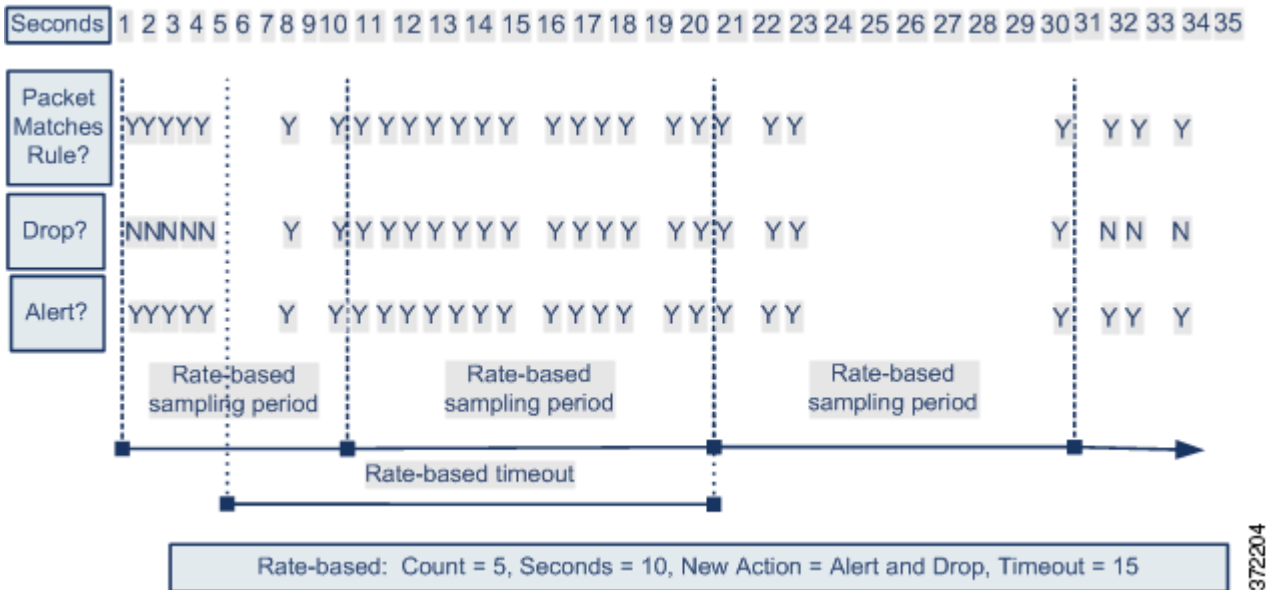 Seconds 1 2 3 4 5 6 7 8 9 10 11 12 13 14 15 16 17 18 19 20 21 22 23 24 25 26 27 28 29 30 31 32 33 34 35
Packet
Matches
Rule?
YYYYY Y Y Y Y Y Y Y Y Y Y Y Y Y Y Y Y Y Y Y Y Y Y Y
Drop?
NNNNN Y Y Y Y Y Y Y Y Y Y Y Y Y Y Y Y Y Y Y Y N N N
Alert?
YYYYY Y Y Y Y Y Y Y Y Y Y Y Y Y Y Y Y Y Y Y Y Y Y Y
Rate-based
sampling period
Rate-based
sampling period
Rate-based
sampling period
Rate-based timeout
Rate-based: Count = 5, Seconds = 10, New Action = Alert and Drop, Timeout = 15
372204